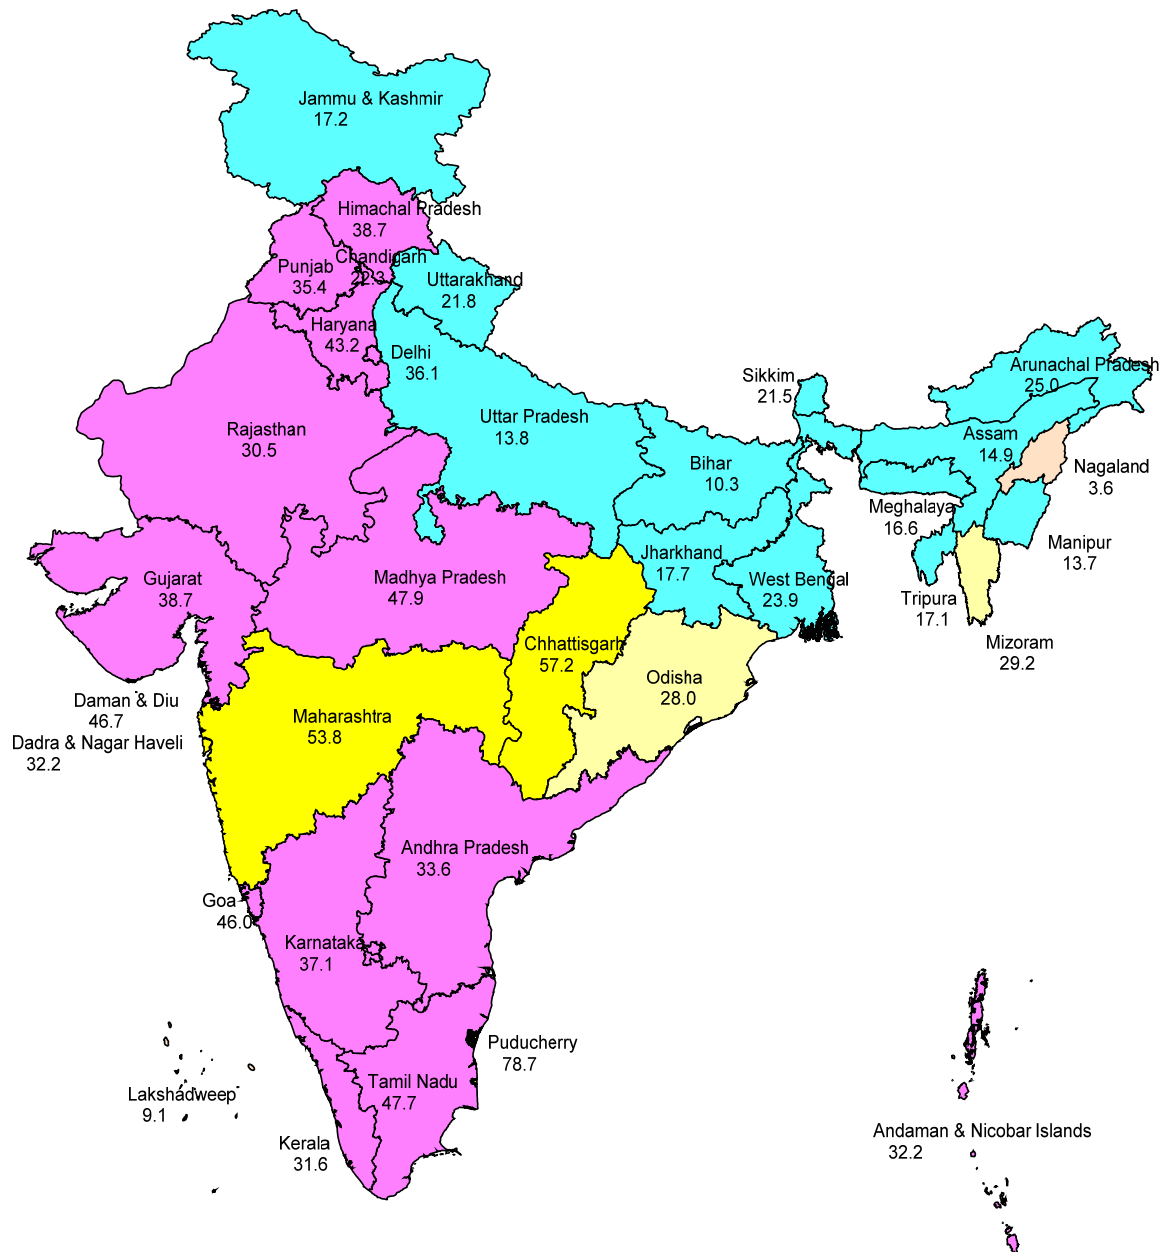 Jammu & Kashmir
17.2
Himachal Pradesh
38.7
Chandigarh
22.3
Punjab
35.4
Uttarakhand
21.8
Haryana
43.2
Delhi
36.1
Arunachal Pradesh
25.0
Sikkim
21.5
Uttar Pradesh
13.8
Rajasthan
30.5
Assam
14.9
Bihar
10.3
Nagaland
3.6
Meghalaya
16.6
Manipur
13.7
Jharkhand
17.7
West Bengal
23.9
Gujarat
38.7
Madhya Pradesh
47.9
Tripura
17.1
Mizoram
29.2
Chhattisgarh
57.2
Odisha
28.0
Daman & Diu
46.7
Dadra & Nagar Haveli
32.2
Maharashtra
53.8
Andhra Pradesh
33.6
Goa
46.0
Karnataka
37.1
Puducherry
78.7
Tamil Nadu
47.7
Lakshadweep
9.1
Kerala
31.6
Andaman & Nicobar Islands
32.2